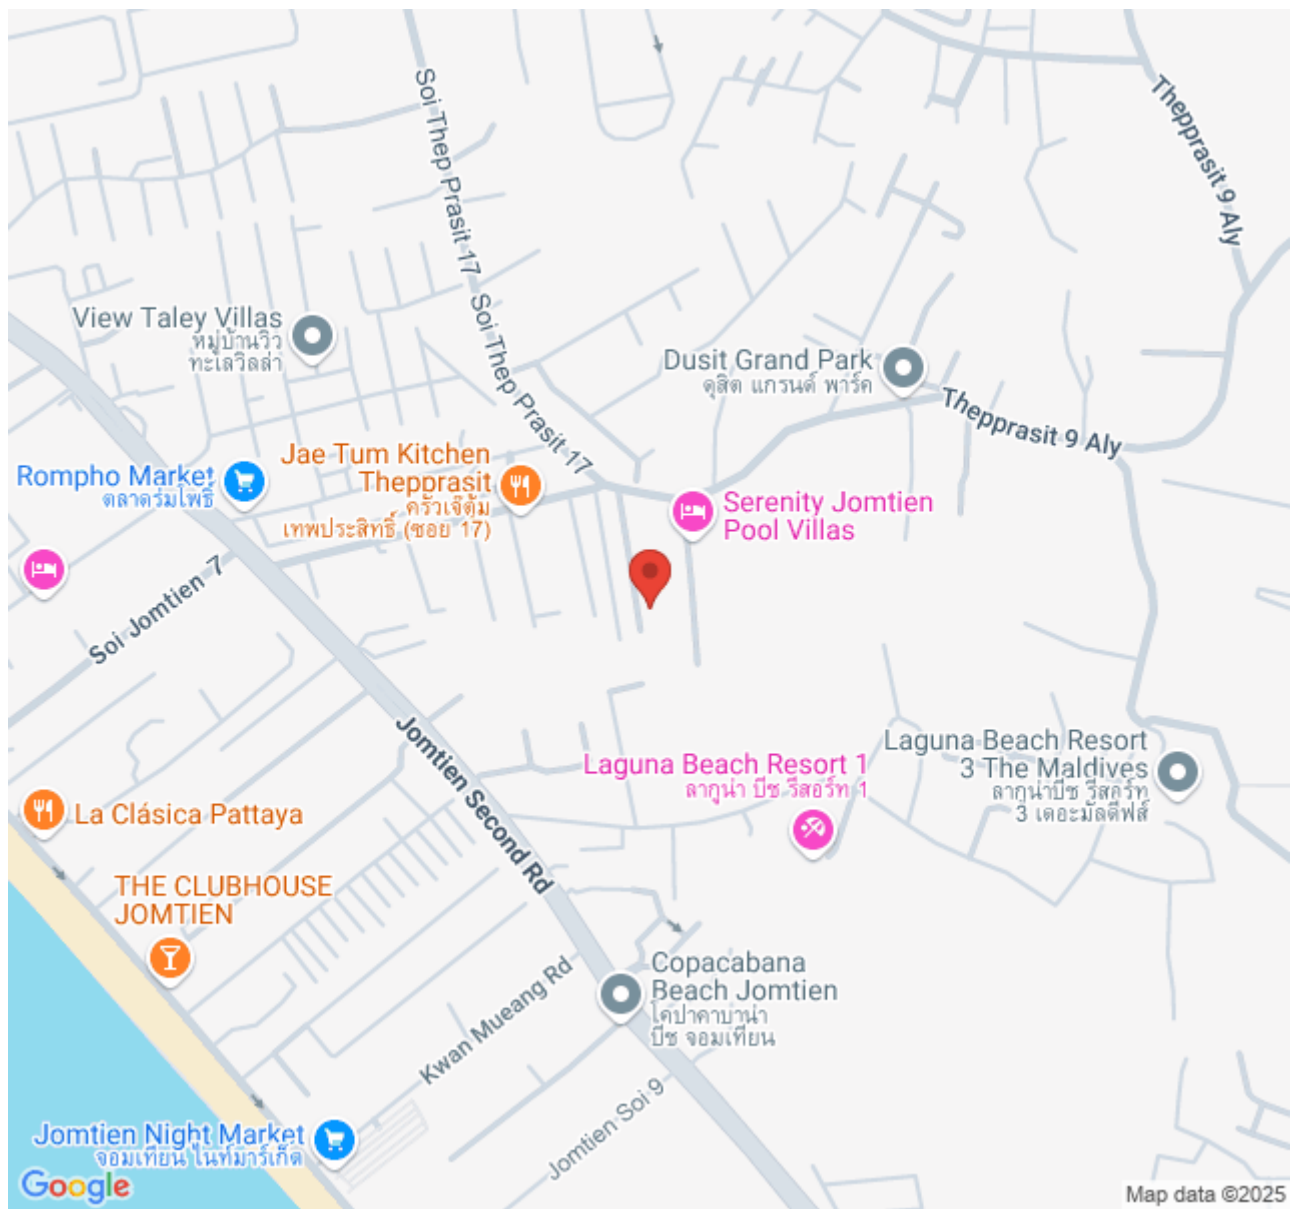 Soi Thep Prasit 17
Soi Thep Prasit 17
Thepprasit 9 Aly
View Taley Villas
หมู่บ้านวิว
ทะเลวิลล่า
Dusit Grand Park
ดุสิต แกรนด์ พาร์ค
Thepprasit 9 Aly
Rompho Market
ตลาดร่มโพธิ์
Jae Tum Kitchen
Thepprasit
ครัวเจ๊ตุ้ม
เทพประสิทธิ์ (ซอย 17)
Serenity Jomtien
Pool Villas
Soi Jomtien 7
Jomtien Second Rd
Laguna Beach Resort 1
ลากูน่า บีช รีสอร์ท 1
Laguna Beach Resort
3 The Maldives
ลากูน่าบีช รีสอร์ท
3 เดอะมัลดีฟส์
La Clásica Pattaya
THE CLUBHOUSE
JOMTIEN
Kwan Mueang Rd
Copacabana
Beach Jomtien
โคปาคาบาน่า
บีช จอมเทียน
Jomtien Soi 9
Jomtien Night Market
จอมเทียน ไนท์มาร์เก็ต
Google
Map data ©2025